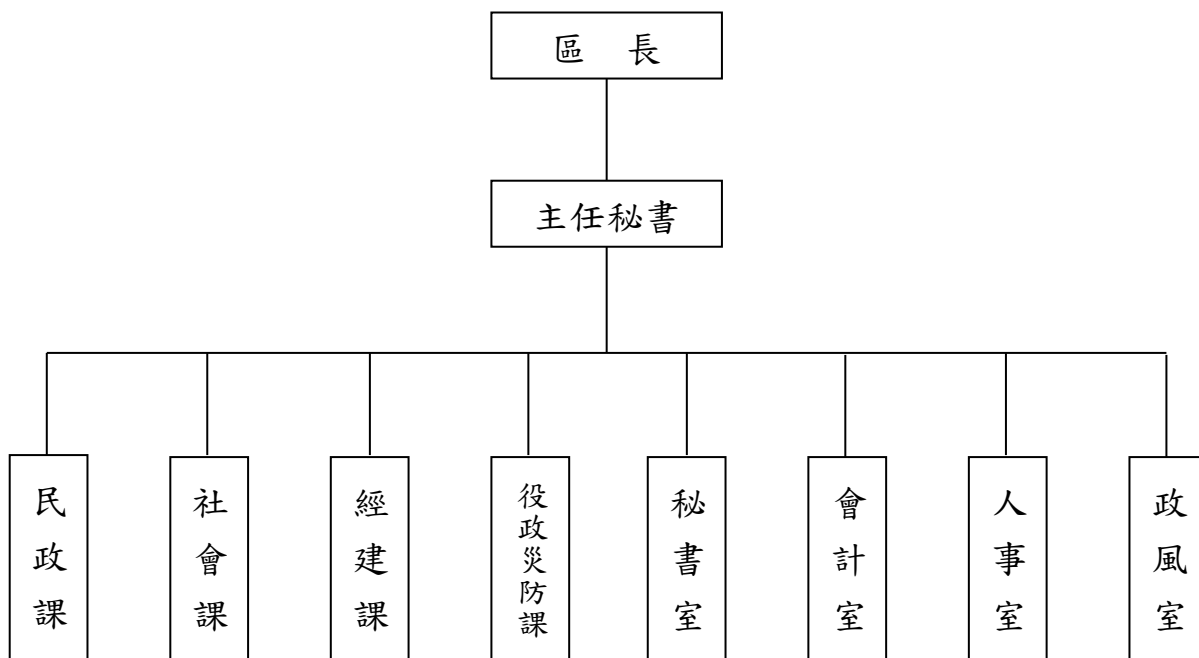 區 長
主任秘書
民政課
社會課
經建課
役政災防課
秘書室
會計室
人事室
政風室